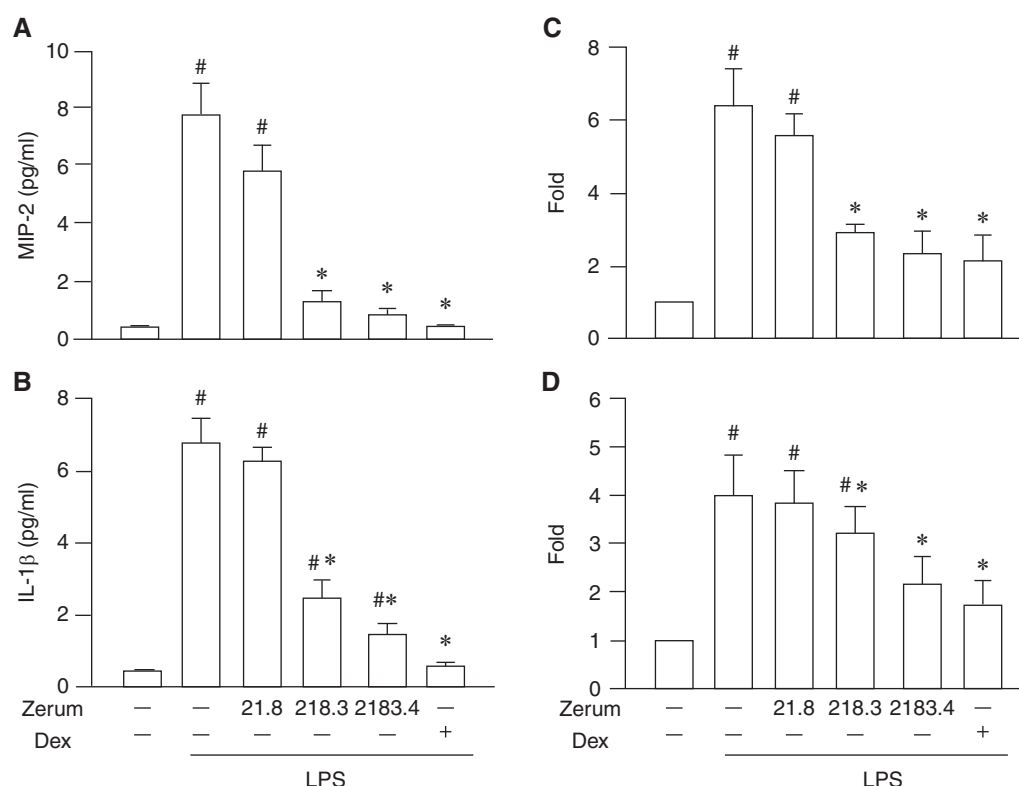 A
MIP-2 (pg/ml)
10
8
6
4
2
0
# # * * *
B
IL-1β (pg/ml)
8
6
4
2
0
# # #* #* *
Zerum — — 21.8 218.3 2183.4 —
Dex — — — — — +
LPS
C
Fold
8
6
4
2
0
# # * * *
D
Fold
6
5
4
3
2
1
0
# # #* * *
Zerum — — 21.8 218.3 2183.4 —
Dex — — — — — +
LPS